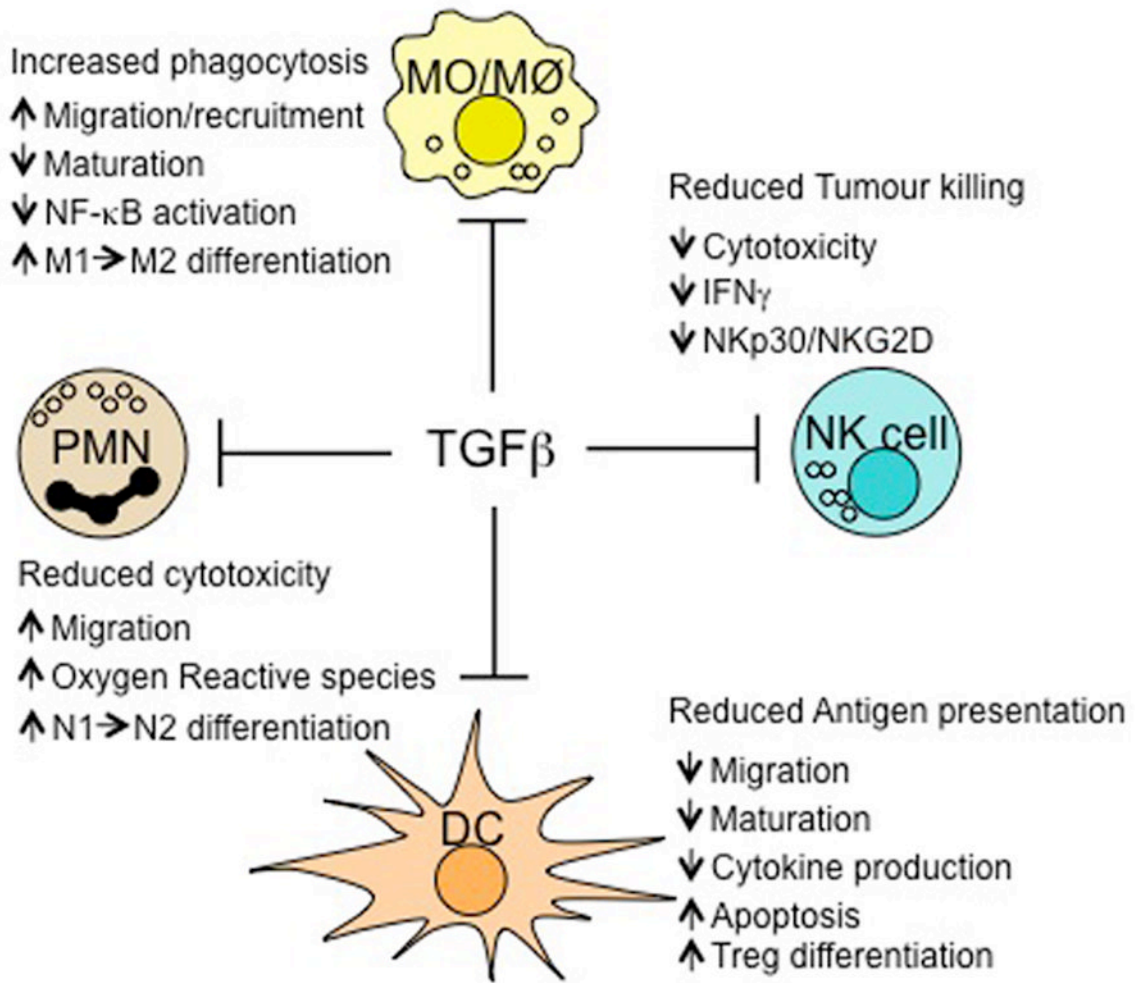 Increased phagocytosis
↑ Migration/recruitment
↓ Maturation
↓ NF-κB activation
↑ M1→M2 differentiation
MO/MØ
Reduced Tumour killing
↓ Cytotoxicity
↓ IFNγ
↓ NKp30/NKG2D
PMN
TGFβ
NK cell
Reduced cytotoxicity
↑ Migration
↑ Oxygen Reactive species
↑ N1→N2 differentiation
DC
Reduced Antigen presentation
↓ Migration
↓ Maturation
↓ Cytokine production
↑ Apoptosis
↑ Treg differentiation